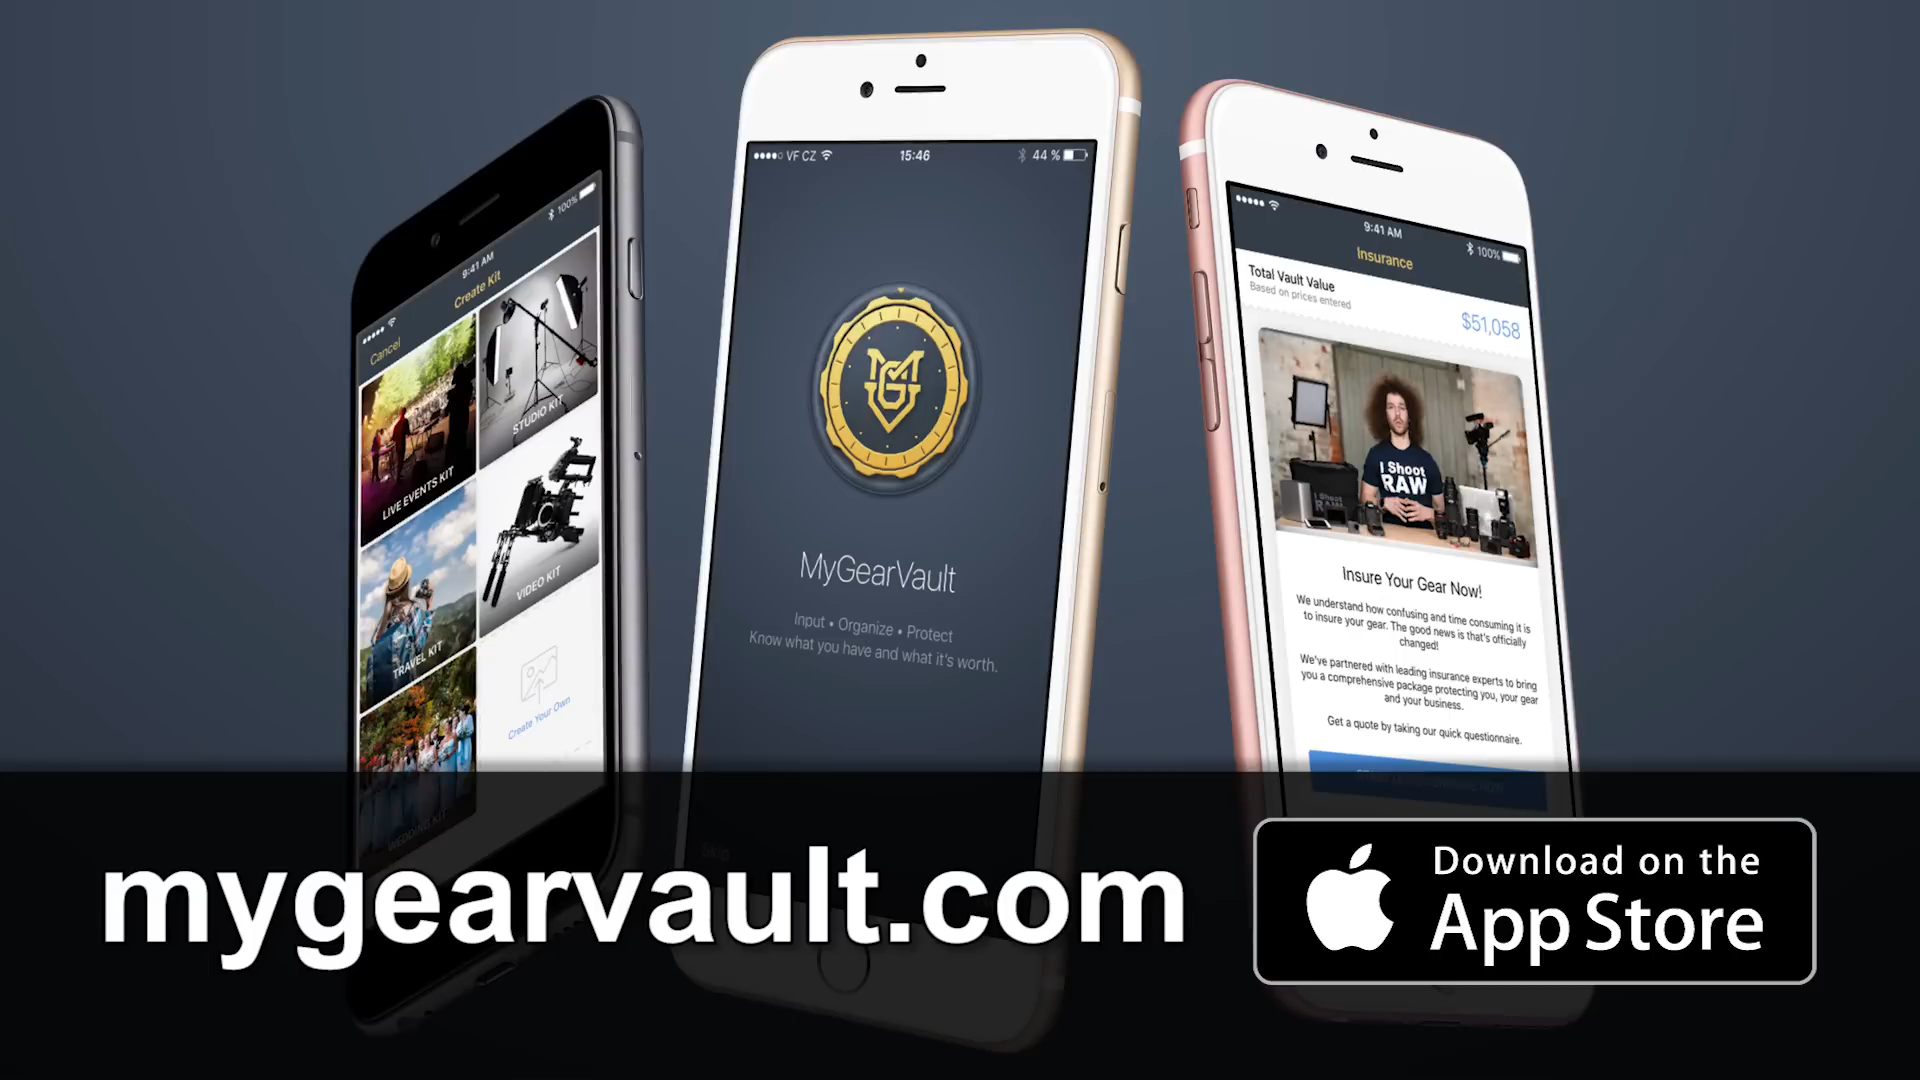 100%
9:41 AM
Create Kit
Cancel
STUDIO KIT
LIVE EVENTS KIT
VIDEO KIT
TRAVEL KIT
Create Your Own
WEDDING KIT
VF CZ
15:46
44 %
MyGearVault
Input • Organize • Protect
Know what you have and what it's worth.
Skip
9:41 AM
100%
Insurance
Total Vault Value
Based on prices entered
$51,058
I Shoot
RAW
I Shoot
RAW
Insure Your Gear Now!
We understand how confusing and time consuming it is
to insure your gear. The good news is that's officially
changed!
We've partnered with leading insurance experts to bring
you a comprehensive package protecting you, your gear
and your business.
Get a quote by taking our quick questionnaire.
mygearvault.com
Download on the
App Store